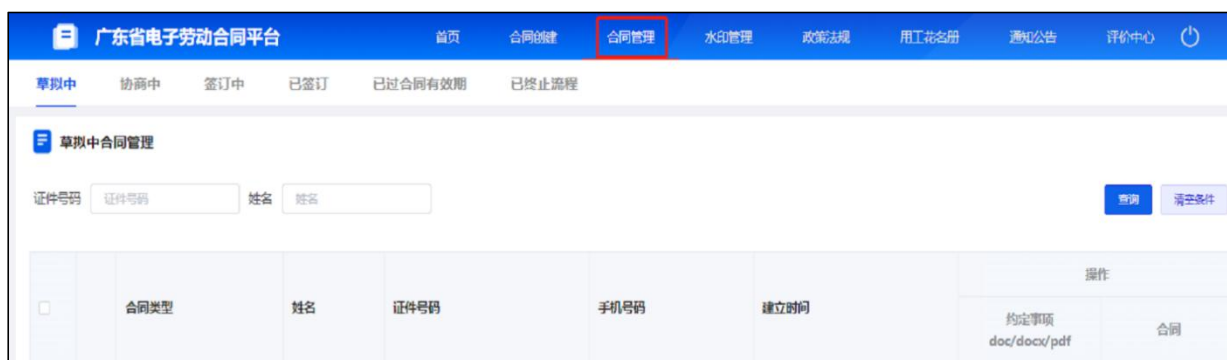 广东省电子劳动合同平台 首页 合同创建 合同管理 水印管理 政策法规 用工花名册 通知公告 评价中心
草拟中 协商中 签订中 已签订 已过合同有效期 已终止流程
草拟中合同管理
证件号码 证件号码 姓名 姓名 查询 清空条件
操作
合同类型 姓名 证件号码 手机号码 建立时间
约定事项 合同
doc/docx/pdf